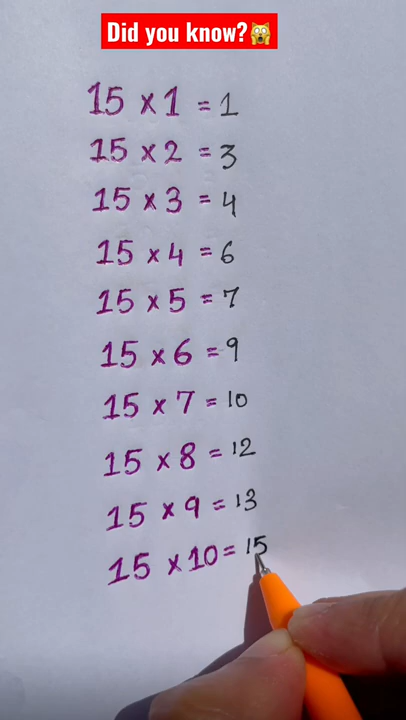 Did you know?🙀
15 × 1 = 1
15 × 2 = 3
15 × 3 = 4
15 × 4 = 6
15 × 5 = 7
15 × 6 = 9
15 × 7 = 10
15 × 8 = 12
15 × 9 = 13
15 × 10 = 15